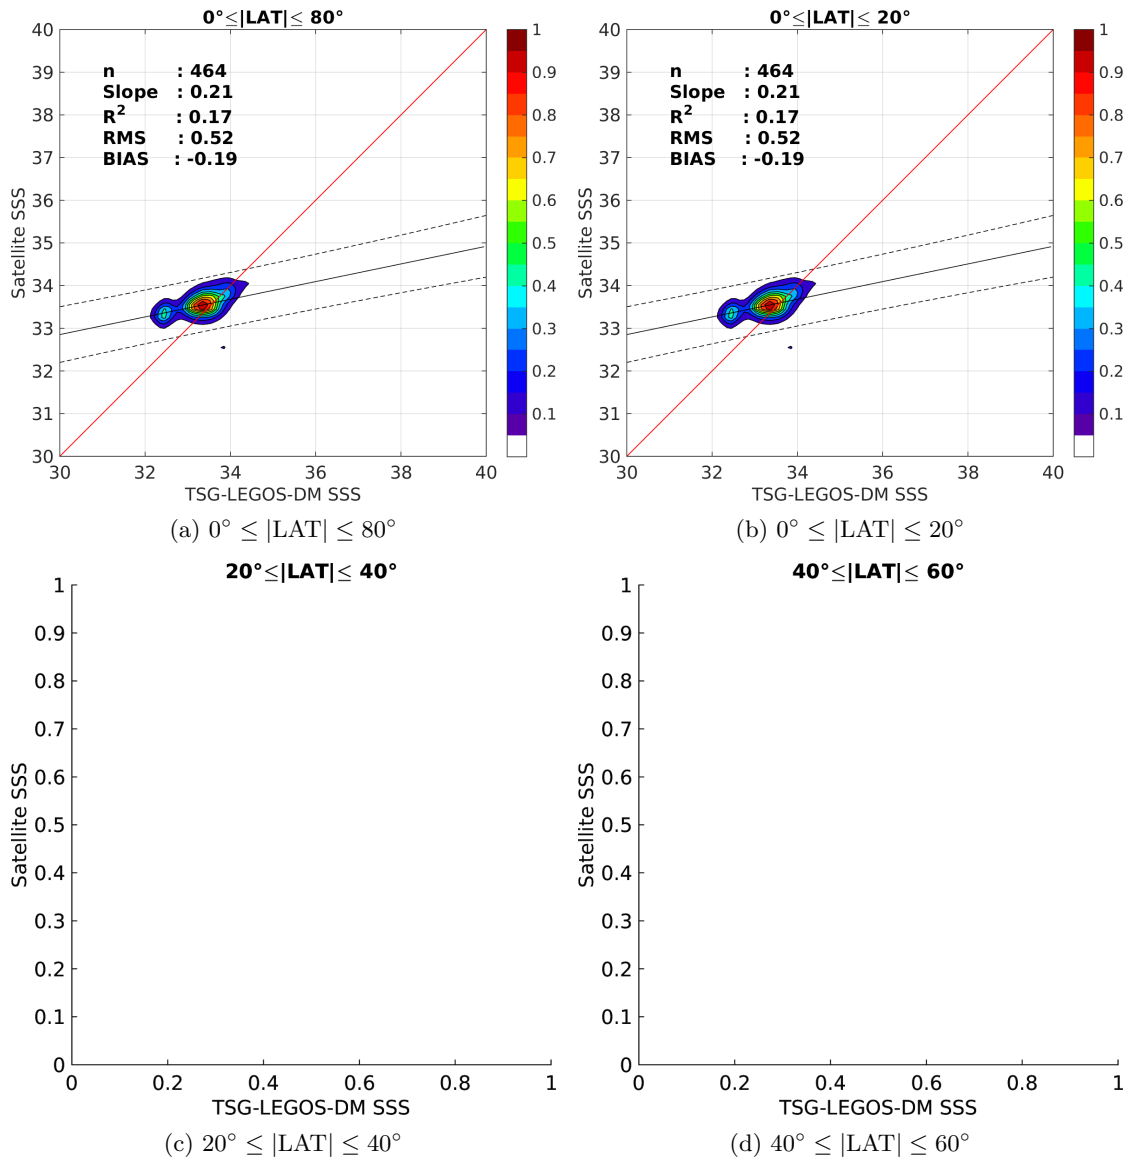 0°≤|LAT|≤ 80°
40
39
38
37
36
35
34
33
32
31
30
n : 464
Slope : 0.21
R² : 0.17
RMS : 0.52
BIAS : -0.19
Satellite SSS
30 32 34 36 38 40
TSG-LEGOS-DM SSS
1
0.9
0.8
0.7
0.6
0.5
0.4
0.3
0.2
0.1
(a) 0° ≤ |LAT| ≤ 80°
0°≤|LAT|≤ 20°
40
39
38
37
36
35
34
33
32
31
30
n : 464
Slope : 0.21
R² : 0.17
RMS : 0.52
BIAS : -0.19
Satellite SSS
30 32 34 36 38 40
TSG-LEGOS-DM SSS
1
0.9
0.8
0.7
0.6
0.5
0.4
0.3
0.2
0.1
(b) 0° ≤ |LAT| ≤ 20°
20°≤|LAT|≤ 40°
1
0.9
0.8
0.7
0.6
0.5
0.4
0.3
0.2
0.1
0
Satellite SSS
0 0.2 0.4 0.6 0.8 1
TSG-LEGOS-DM SSS
(c) 20° ≤ |LAT| ≤ 40°
40°≤|LAT|≤ 60°
1
0.9
0.8
0.7
0.6
0.5
0.4
0.3
0.2
0.1
0
Satellite SSS
0 0.2 0.4 0.6 0.8 1
TSG-LEGOS-DM SSS
(d) 40° ≤ |LAT| ≤ 60°